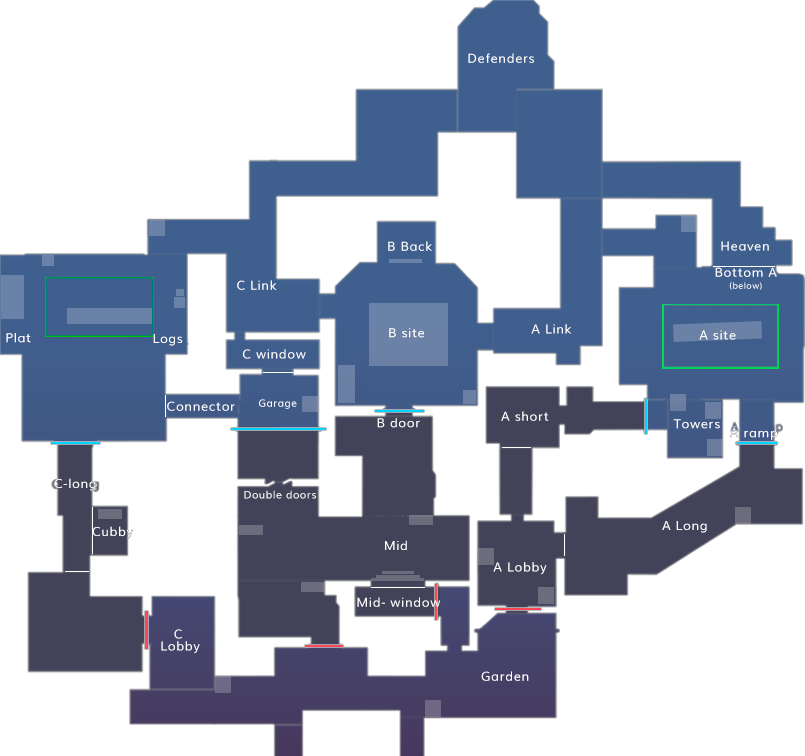 Defenders
B Back
Heaven
Bottom A
(below)
C Link
Plat
Logs
B site
A Link
A site
C window
Connector
Garage
A short
B door
Towers
A ramp
C-long
Double doors
Cubby
Mid
A Long
A Lobby
Mid- window
C
Lobby
Garden